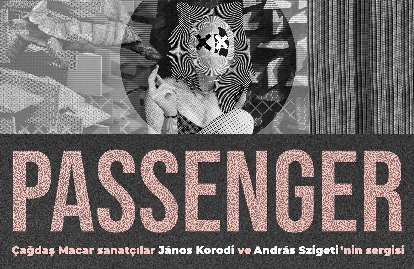 PASSENGER
Çağdaş Macar sanatçılar János Korodi ve András Szigeti'nin sergisi